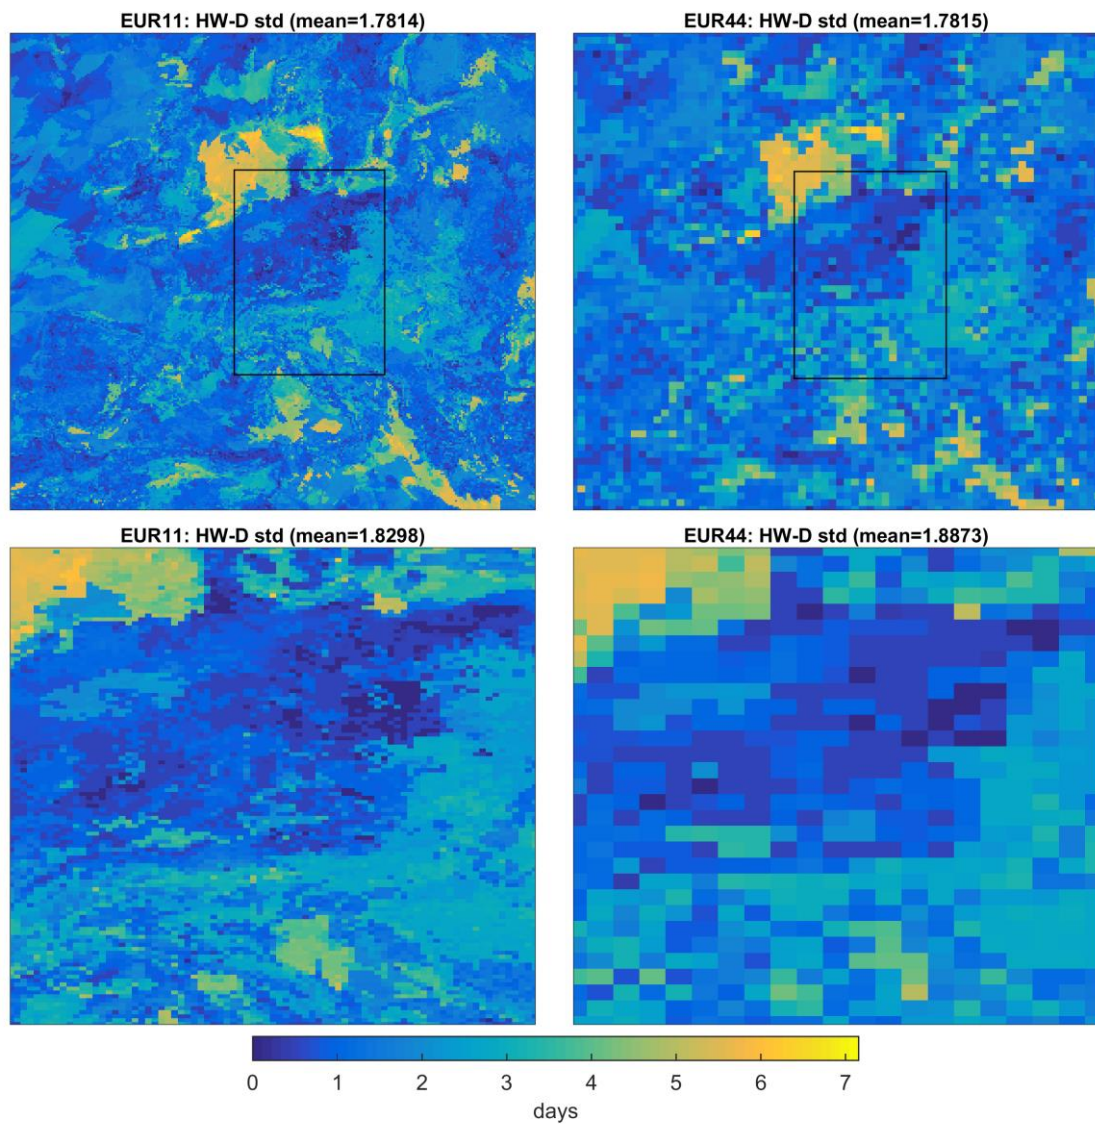 EUR11: HW-D std (mean=1.7814)
EUR44: HW-D std (mean=1.7815)
EUR11: HW-D std (mean=1.8298)
EUR44: HW-D std (mean=1.8873)
0 1 2 3 4 5 6 7
days